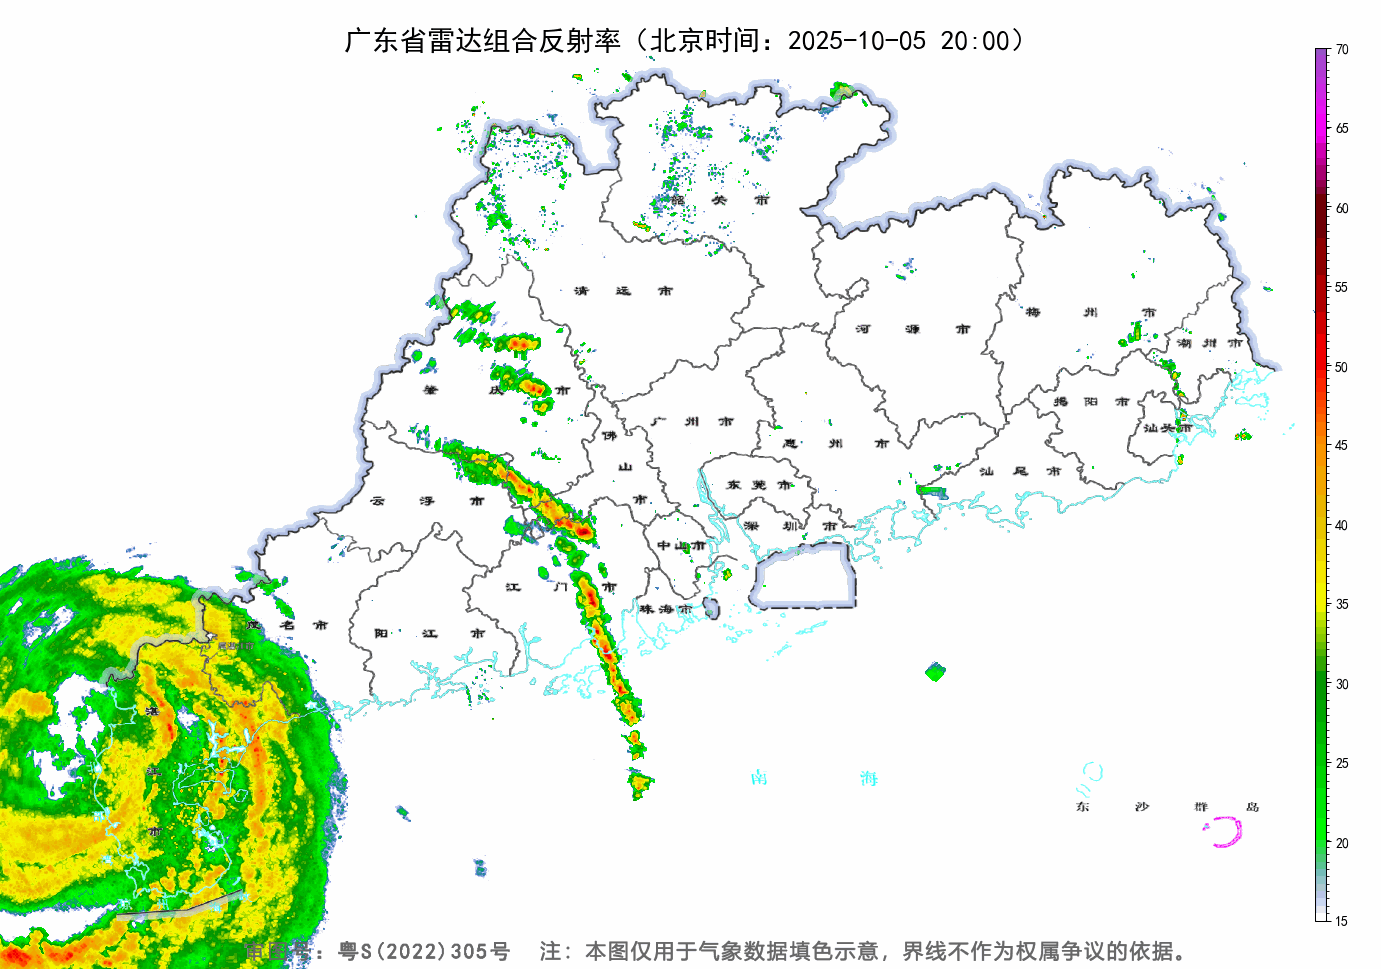 广东省雷达组合反射率（北京时间：2025-10-05 20:00）
70
65
60
55
50
45
40
35
30
25
20
15
韶关市
清远市
河源市
梅州市
潮州市
肇庆市
揭阳市
广州市
佛山市
惠州市
汕头市
汕尾市
云浮市
东莞市
深圳市
中山市
江门市
珠海市
茂名市
阳江市
湛江市
南海
东沙群岛
审图号：粤S(2022)305号 注：本图仅用于气象数据填色示意，界线不作为权属争议的依据。